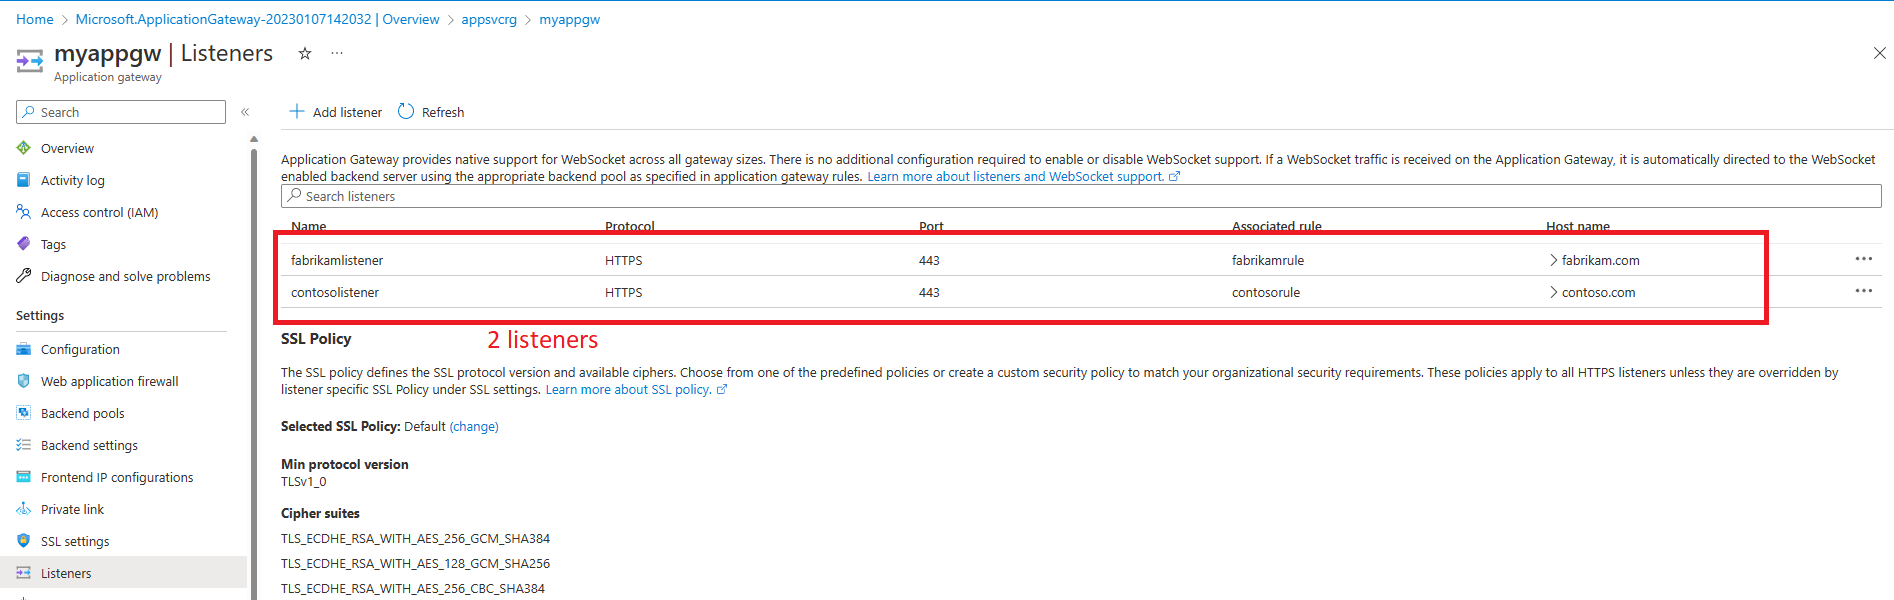 Home > Microsoft.ApplicationGateway-20230107142032 | Overview > appsvcrg > myappgw
myappgw | Listeners
Application gateway
Search
Overview
Activity log
Access control (IAM)
Tags
Diagnose and solve problems
Settings
Configuration
Web application firewall
Backend pools
Backend settings
Frontend IP configurations
Private link
SSL settings
Listeners
Add listener Refresh
Application Gateway provides native support for WebSocket across all gateway sizes. There is no additional configuration required to enable or disable WebSocket support. If a WebSocket traffic is received on the Application Gateway, it is automatically directed to the WebSocket
enabled backend server using the appropriate backend pool as specified in application gateway rules. Learn more about listeners and WebSocket support.
Search listeners
Name Protocol Port Associated rule Host name
fabrikamlistener HTTPS 443 fabrikamrule > fabrikam.com
contosolistener HTTPS 443 contosorule > contoso.com
2 listeners
SSL Policy
The SSL policy defines the SSL protocol version and available ciphers. Choose from one of the predefined policies or create a custom security policy to match your organizational security requirements. These policies apply to all HTTPS listeners unless they are overridden by
listener specific SSL Policy under SSL settings. Learn more about SSL policy.
Selected SSL Policy: Default (change)
Min protocol version
TLSv1_0
Cipher suites
TLS_ECDHE_RSA_WITH_AES_256_GCM_SHA384
TLS_ECDHE_RSA_WITH_AES_128_GCM_SHA256
TLS_ECDHE_RSA_WITH_AES_256_CBC_SHA384